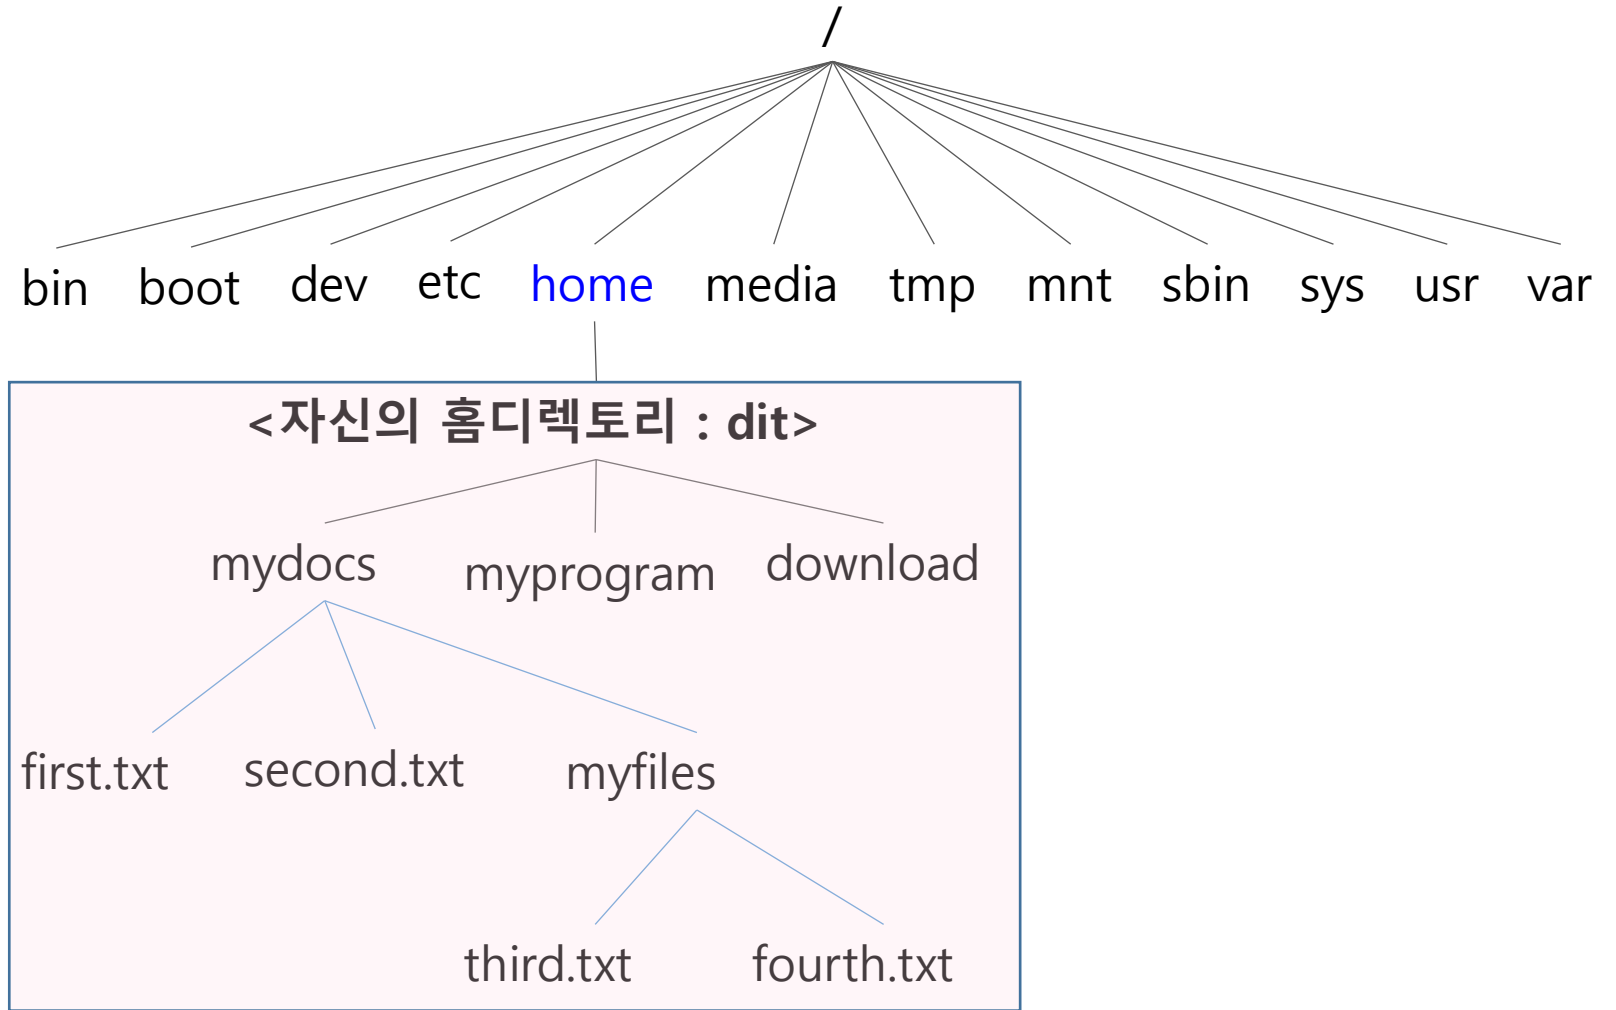 /
bin boot dev etc home media tmp mnt sbin sys usr var
<자신의 홈디렉토리 : dit>
mydocs myprogram download
first.txt second.txt myfiles
third.txt fourth.txt